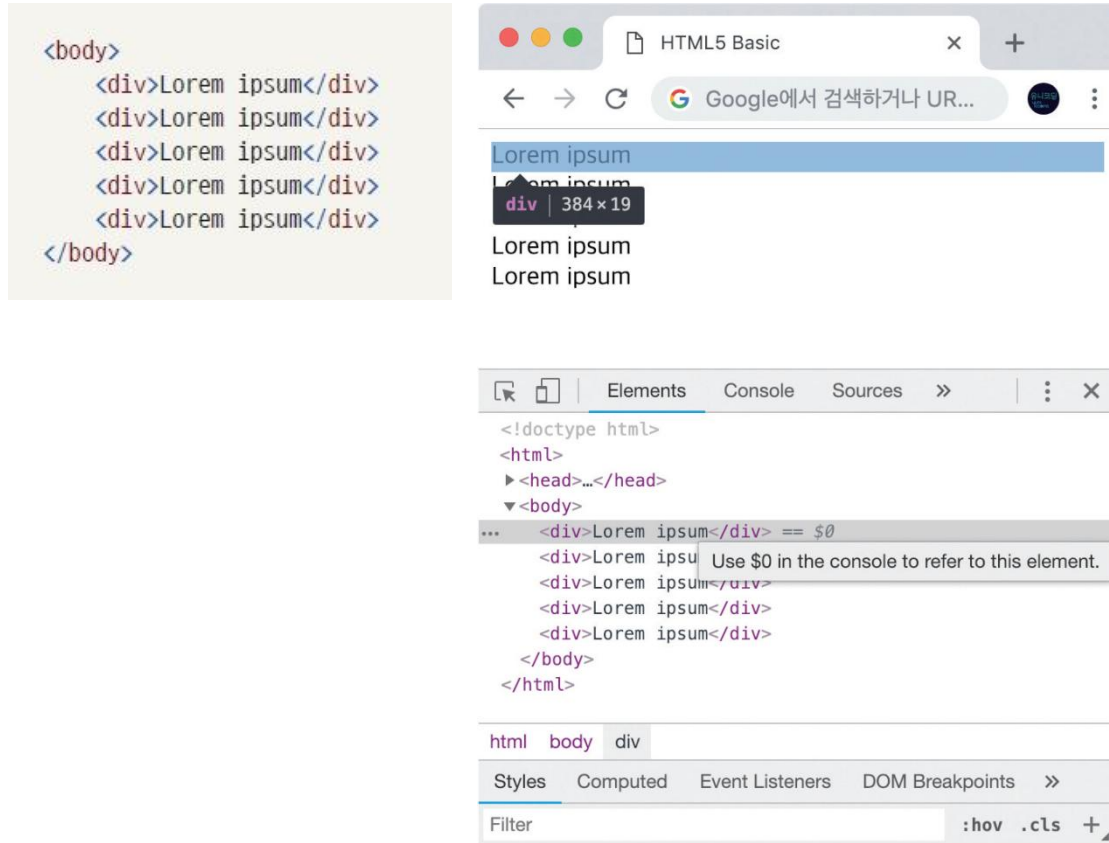 <body>
<div>Lorem ipsum</div>
<div>Lorem ipsum</div>
<div>Lorem ipsum</div>
<div>Lorem ipsum</div>
<div>Lorem ipsum</div>
</body>
HTML5 Basic
Google에서 검색하거나 UR...
Lorem ipsum
Lorem ipsum
div | 384×19
Lorem ipsum
Lorem ipsum
Elements Console Sources »
<!doctype html>
<html>
▶<head>…</head>
▼<body>
... <div>Lorem ipsum</div> == $0
<div>Lorem ipsu
Use $0 in the console to refer to this element.
<div>Lorem ipsum</div>
<div>Lorem ipsum</div>
<div>Lorem ipsum</div>
</body>
</html>
html body div
Styles Computed Event Listeners DOM Breakpoints »
Filter :hov .cls +